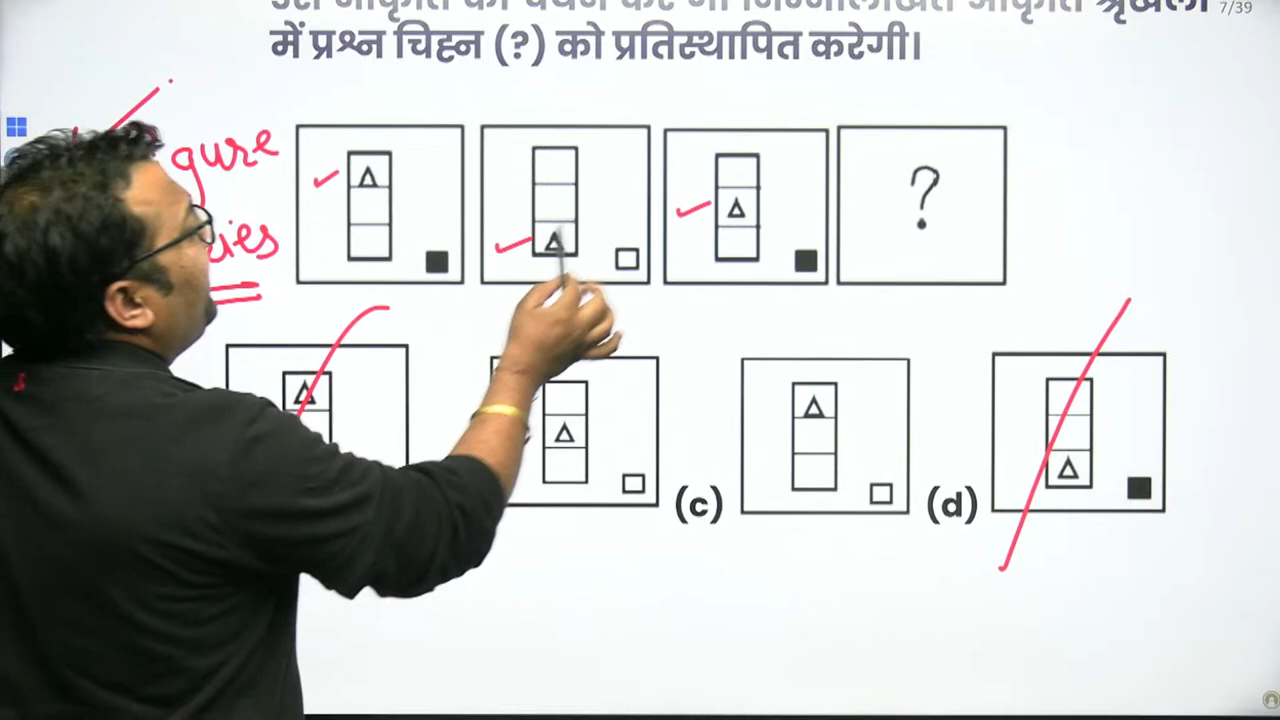 7/39
में प्रश्न चिह्न (?) को प्रतिस्थापित करेगी।
gure
ies
?
(c)
(d)